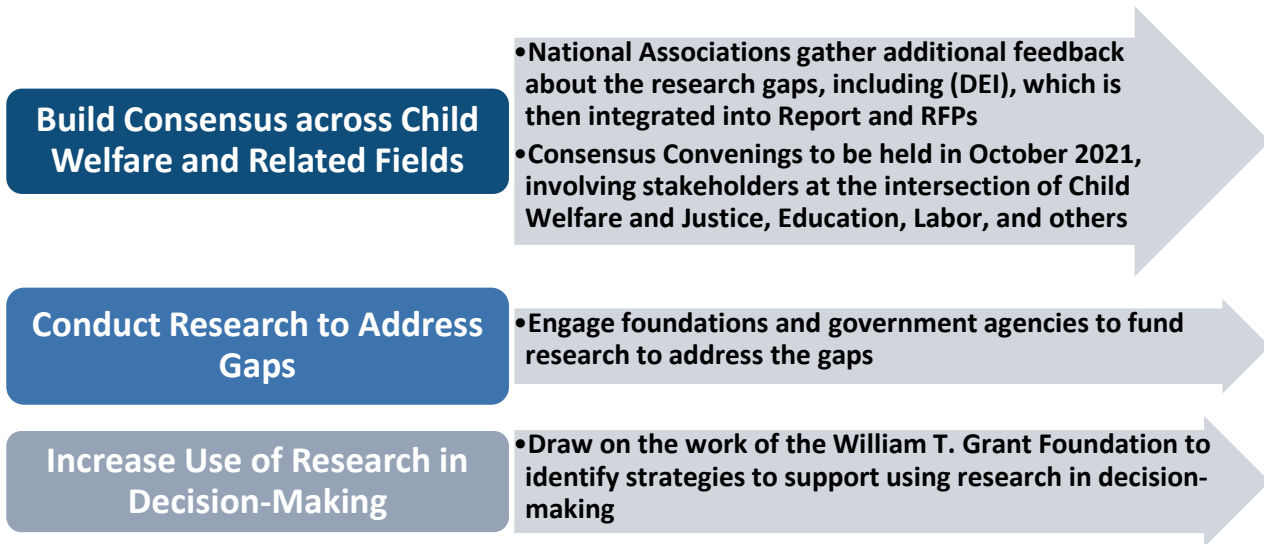 Build Consensus across Child
Welfare and Related Fields
•National Associations gather additional feedback
about the research gaps, including (DEI), which is
then integrated into Report and RFPs
•Consensus Convenings to be held in October 2021,
involving stakeholders at the intersection of Child
Welfare and Justice, Education, Labor, and others
Conduct Research to Address
Gaps
•Engage foundations and government agencies to fund
research to address the gaps
Increase Use of Research in
Decision-Making
•Draw on the work of the William T. Grant Foundation to
identify strategies to support using research in decision-
making